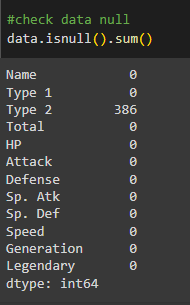 #check data null
data.isnull().sum()
Name 0
Type 1 0
Type 2 386
Total 0
HP 0
Attack 0
Defense 0
Sp. Atk 0
Sp. Def 0
Speed 0
Generation 0
Legendary 0
dtype: int64